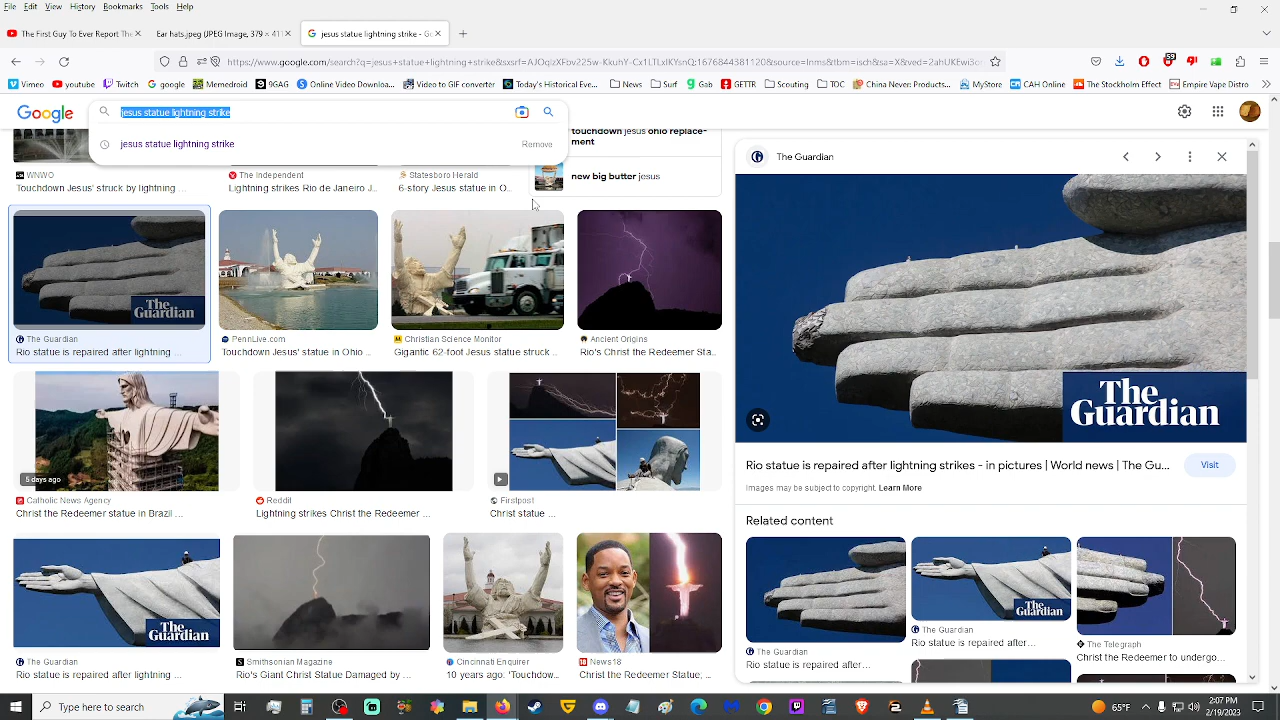 File Edit View History Bookmarks Tools Help
The First Guy To Ever Report The
Ear hats.jpeg (JPEG Image, 379 × 41
jesus statue lightning strike - Go
Vimeo youtube Twitch google Mymedrind 9GAG Online Video Downloa... Video to GIF converter Today's Historical an... News Surf Gab GETTR Scouting TOC China Never: Products... MyStore CAH Online The Stockholm Effect Empire Vape Distro
Google
jesus statue lightning strike
jesus statue lightning strike Remove
touchdown jesus ohio replace-
ment
new big butter jesus
WNWO
Touchdown Jesus' struck by lightning ...
The Independent
Lightning strikes Rio de Janeiro J...
Statesboro Herald
6-story Jesus statue in O...
The Guardian
The Guardian
The Guardian
Rio statue is repaired after lightning ...
PennLive.com
Touchdown Jesus' statue in Ohio ...
Christian Science Monitor
Gigantic 62-foot Jesus statue struck ...
Ancient Origins
Rio's Christ the Redeemer Sta...
5 days ago
Catholic News Agency
Christ the Redeemer statue in Brazil ...
Reddit
Lightning strikes Christ the Redeemer ...
Firstpost
Christ statue ...
The
Guardian
The Guardian
Rio statue is repaired after lightning ...
Smithsonian Magazine
Rio's Giant Christ Statue Damaged by ...
Cincinnati Enquirer
10 years ago: 'Touchdow...
News18
Christ the Redeemer Statue; ...
The
Guardian
Rio statue is repaired after lightning strikes - in pictures | World news | The Gu...
Visit
Images may be subject to copyright. Learn More
Related content
The Guardian
Rio statue is repaired after...
The
Guardian
The Guardian
Rio statue is repaired after...
The Telegraph
Christ the Redeemer to undergo...
Type here to search
65°F
2:07 PM
2/19/2023